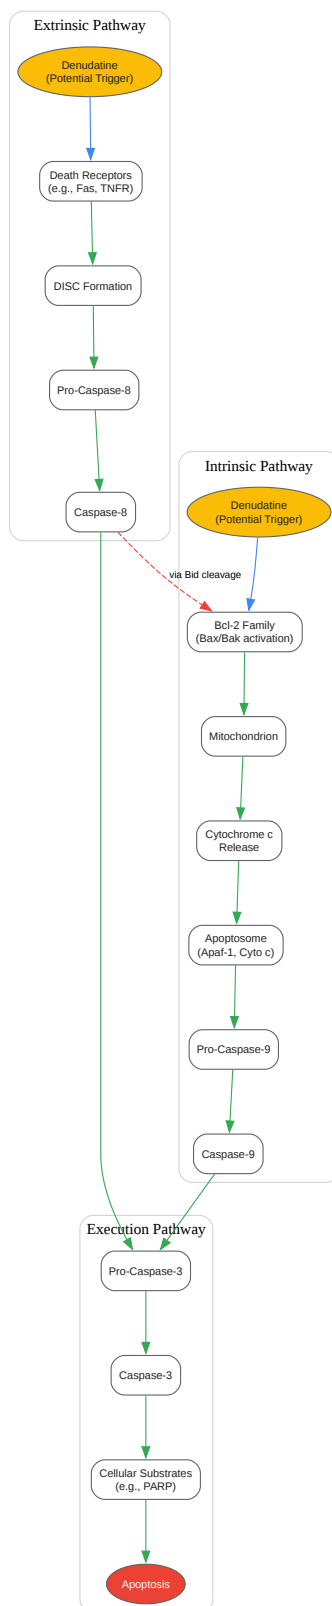 Extrinsic Pathway
Denudatine
(Potential Trigger)
Death Receptors
(e.g., Fas, TNFR)
DISC Formation
Pro-Caspase-8
Caspase-8
via Bid cleavage
Intrinsic Pathway
Denudatine
(Potential Trigger)
Bcl-2 Family
(Bax/Bak activation)
Mitochondrion
Cytochrome c
Release
Apoptosome
(Apaf-1, Cyto c)
Pro-Caspase-9
Caspase-9
Execution Pathway
Pro-Caspase-3
Caspase-3
Cellular Substrates
(e.g., PARP)
Apoptosis